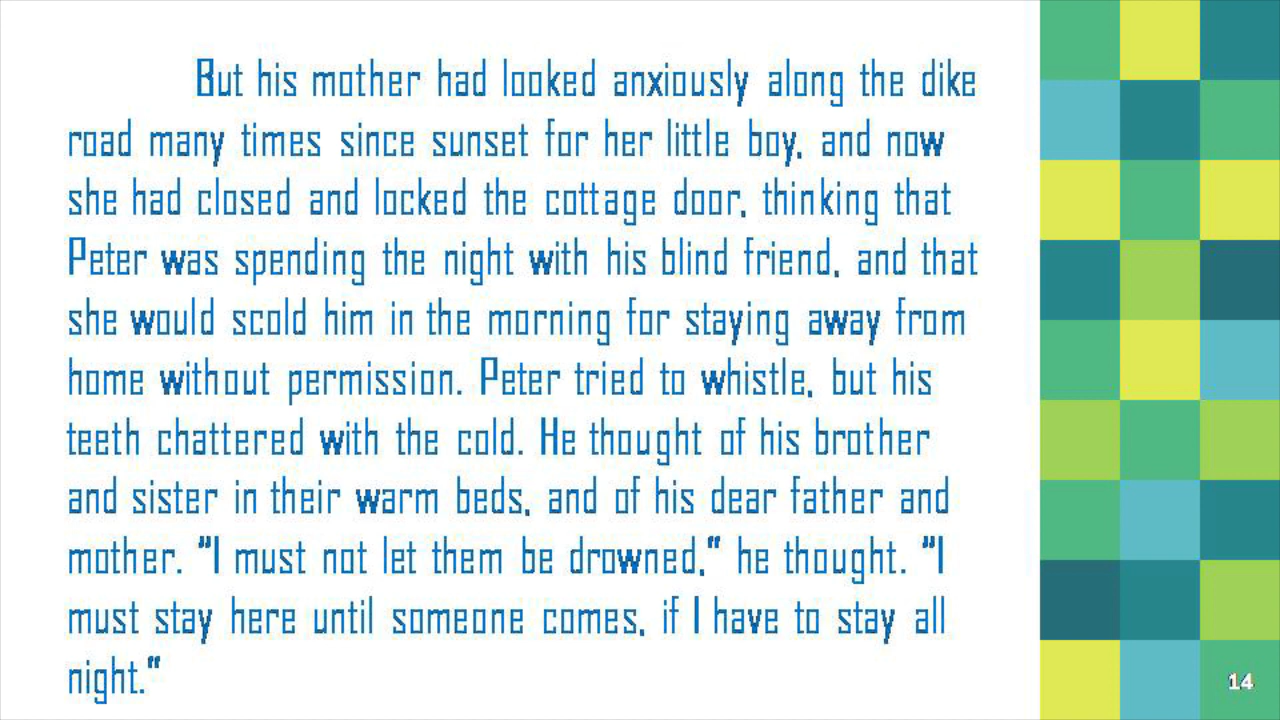 But his mother had looked anxiously along the dike
road many times since sunset for her little boy, and now
she had closed and locked the cottage door, thinking that
Peter was spending the night with his blind friend, and that
she would scold him in the morning for staying away from
home without permission. Peter tried to whistle, but his
teeth chattered with the cold. He thought of his brother
and sister in their warm beds, and of his dear father and
mother. "I must not let them be drowned," he thought. "I
must stay here until someone comes, if I have to stay all
night."
14